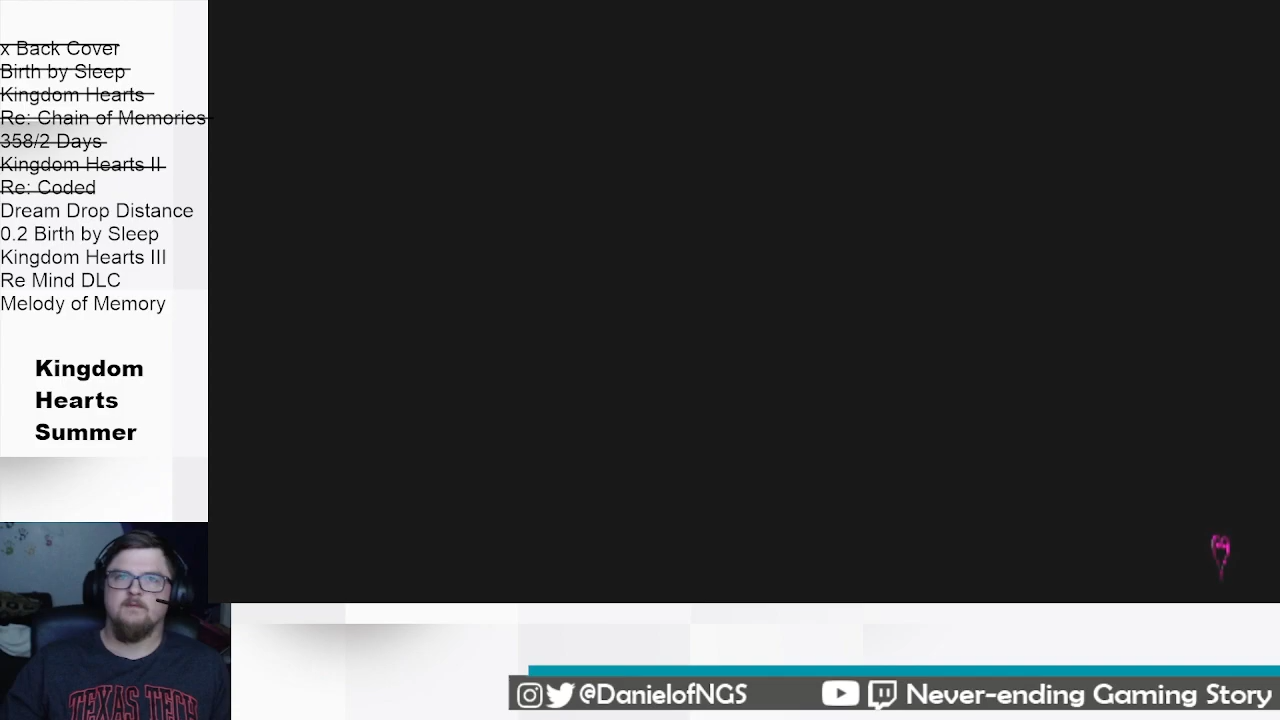 x Back Cover
Birth by Sleep
Kingdom Hearts
Re: Chain of Memories
358/2 Days
Kingdom Hearts II
Re: Coded
Dream Drop Distance
0.2 Birth by Sleep
Kingdom Hearts III
Re Mind DLC
Melody of Memory
Kingdom
Hearts
Summer
TEXAS TECH
@DanielofNGS
Never-ending Gaming Story